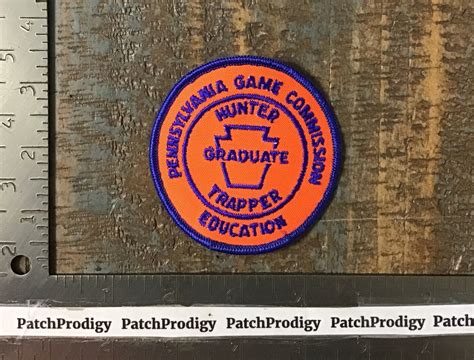 PENNSYLVANIA GAME COMMISSION
HUNTER
GRADUATE
TRAPPER
EDUCATION
PatchProdigy PatchProdigy PatchProdigy PatchProdigy PatchProdigy